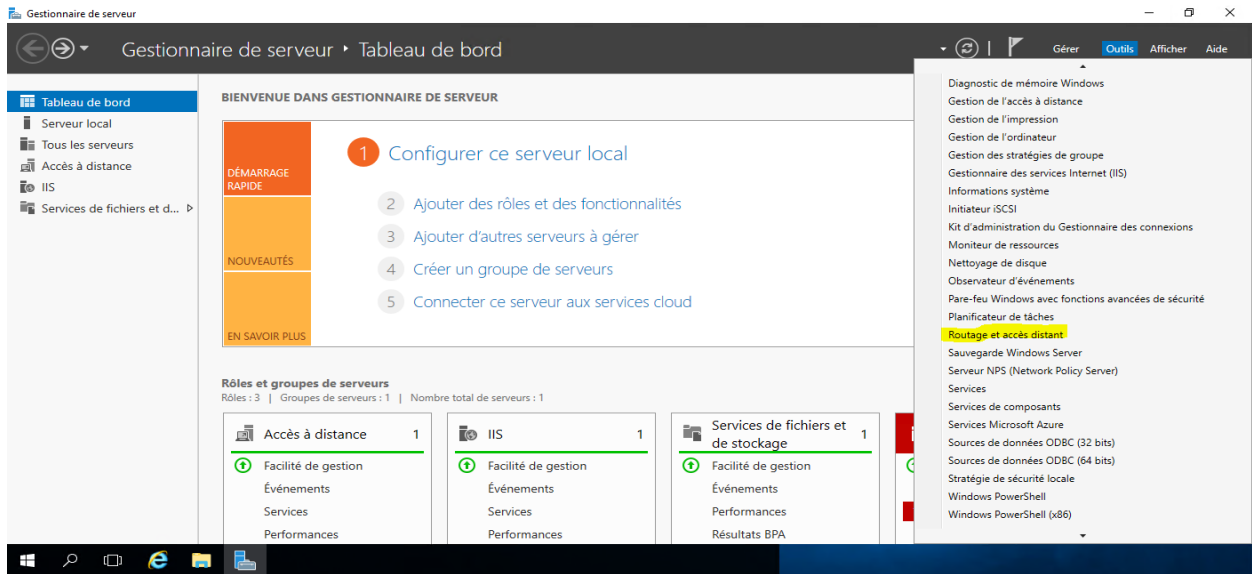 Gestionnaire de serveur
Gestionnaire de serveur ‣ Tableau de bord
Gérer Outils Afficher Aide
Tableau de bord
Serveur local
Tous les serveurs
Accès à distance
IIS
Services de fichiers et d...
BIENVENUE DANS GESTIONNAIRE DE SERVEUR
DÉMARRAGE
RAPIDE
NOUVEAUTÉS
EN SAVOIR PLUS
1 Configurer ce serveur local
2 Ajouter des rôles et des fonctionnalités
3 Ajouter d'autres serveurs à gérer
4 Créer un groupe de serveurs
5 Connecter ce serveur aux services cloud
Rôles et groupes de serveurs
Rôles : 3 | Groupes de serveurs : 1 | Nombre total de serveurs : 1
Accès à distance 1
Facilité de gestion
Événements
Services
Performances
IIS 1
Facilité de gestion
Événements
Services
Performances
Services de fichiers et
de stockage 1
Facilité de gestion
Événements
Performances
Résultats BPA
Diagnostic de mémoire Windows
Gestion de l'accès à distance
Gestion de l'impression
Gestion de l'ordinateur
Gestion des stratégies de groupe
Gestionnaire des services Internet (IIS)
Informations système
Initiateur iSCSI
Kit d'administration du Gestionnaire des connexions
Moniteur de ressources
Nettoyage de disque
Observateur d'événements
Pare-feu Windows avec fonctions avancées de sécurité
Planificateur de tâches
Routage et accès distant
Sauvegarde Windows Server
Serveur NPS (Network Policy Server)
Services
Services de composants
Services Microsoft Azure
Sources de données ODBC (32 bits)
Sources de données ODBC (64 bits)
Stratégie de sécurité locale
Windows PowerShell
Windows PowerShell (x86)